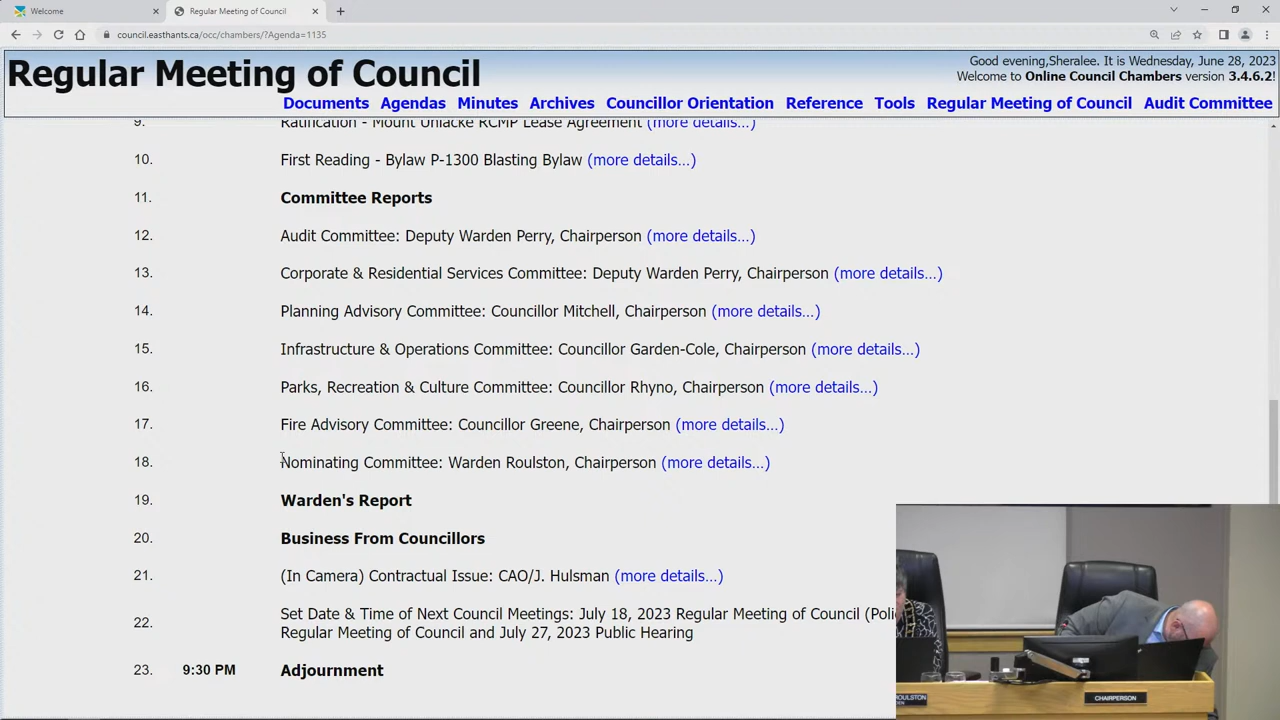 Welcome
Regular Meeting of Council
council.easthants.ca/occ/chambers/?Agenda=1135
Regular Meeting of Council
Good evening,Sheralee. It is Wednesday, June 28, 2023
Welcome to Online Council Chambers version 3.4.6.2!
Documents Agendas Minutes Archives Councillor Orientation Reference Tools Regular Meeting of Council Audit Committee
9. Ratification - Mount Uniacke RCMP Lease Agreement (more details...)
10. First Reading - Bylaw P-1300 Blasting Bylaw (more details...)
11. Committee Reports
12. Audit Committee: Deputy Warden Perry, Chairperson (more details...)
13. Corporate & Residential Services Committee: Deputy Warden Perry, Chairperson (more details...)
14. Planning Advisory Committee: Councillor Mitchell, Chairperson (more details...)
15. Infrastructure & Operations Committee: Councillor Garden-Cole, Chairperson (more details...)
16. Parks, Recreation & Culture Committee: Councillor Rhyno, Chairperson (more details...)
17. Fire Advisory Committee: Councillor Greene, Chairperson (more details...)
18. Nominating Committee: Warden Roulston, Chairperson (more details...)
19. Warden's Report
20. Business From Councillors
21. (In Camera) Contractual Issue: CAO/J. Hulsman (more details...)
22. Set Date & Time of Next Council Meetings: July 18, 2023 Regular Meeting of Council
Regular Meeting of Council and July 27, 2023 Public Hearing
23. 9:30 PM Adjournment
CHAIRPERSON